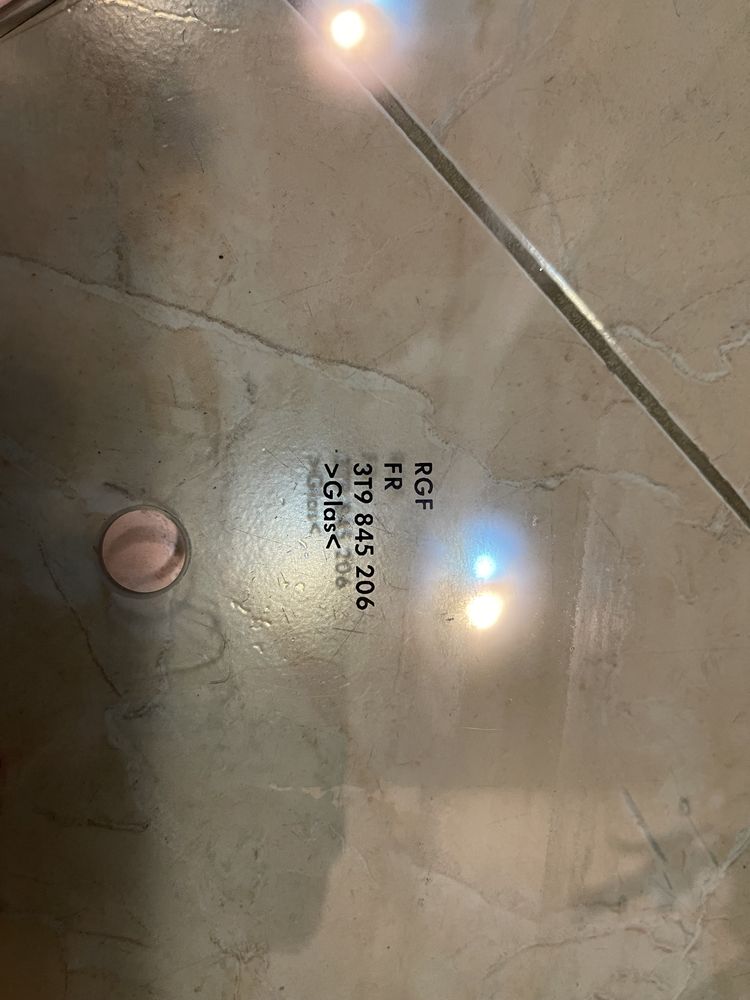 RGF
FR
3T9 845 206
>Glas<